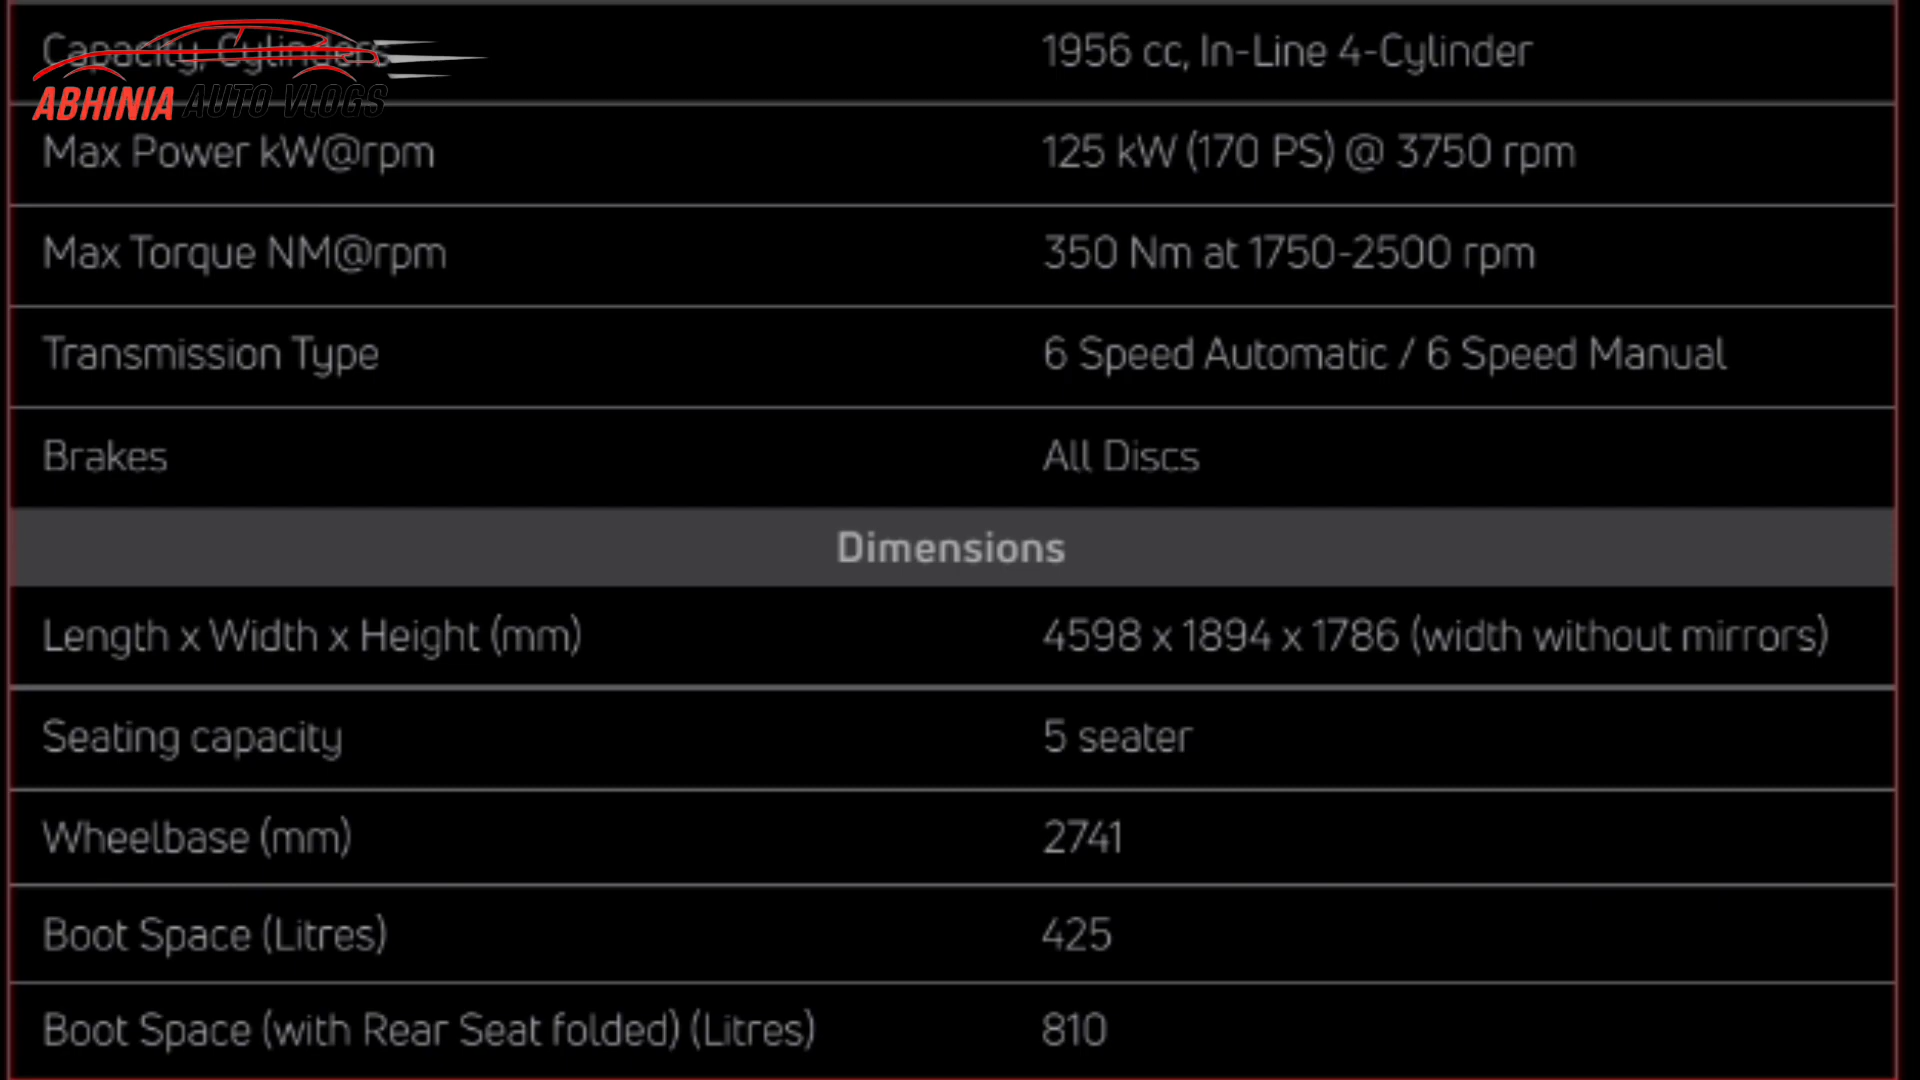 Capacity, Cylinders 1956 cc, In-Line 4-Cylinder
ABHINIA AUTO VLOGS
Max Power kW@rpm 125 kW (170 PS) @ 3750 rpm
Max Torque NM@rpm 350 Nm at 1750-2500 rpm
Transmission Type 6 Speed Automatic / 6 Speed Manual
Brakes All Discs
Dimensions
Length x Width x Height (mm) 4598 x 1894 x 1786 (width without mirrors)
Seating capacity 5 seater
Wheelbase (mm) 2741
Boot Space (Litres) 425
Boot Space (with Rear Seat folded) (Litres) 810